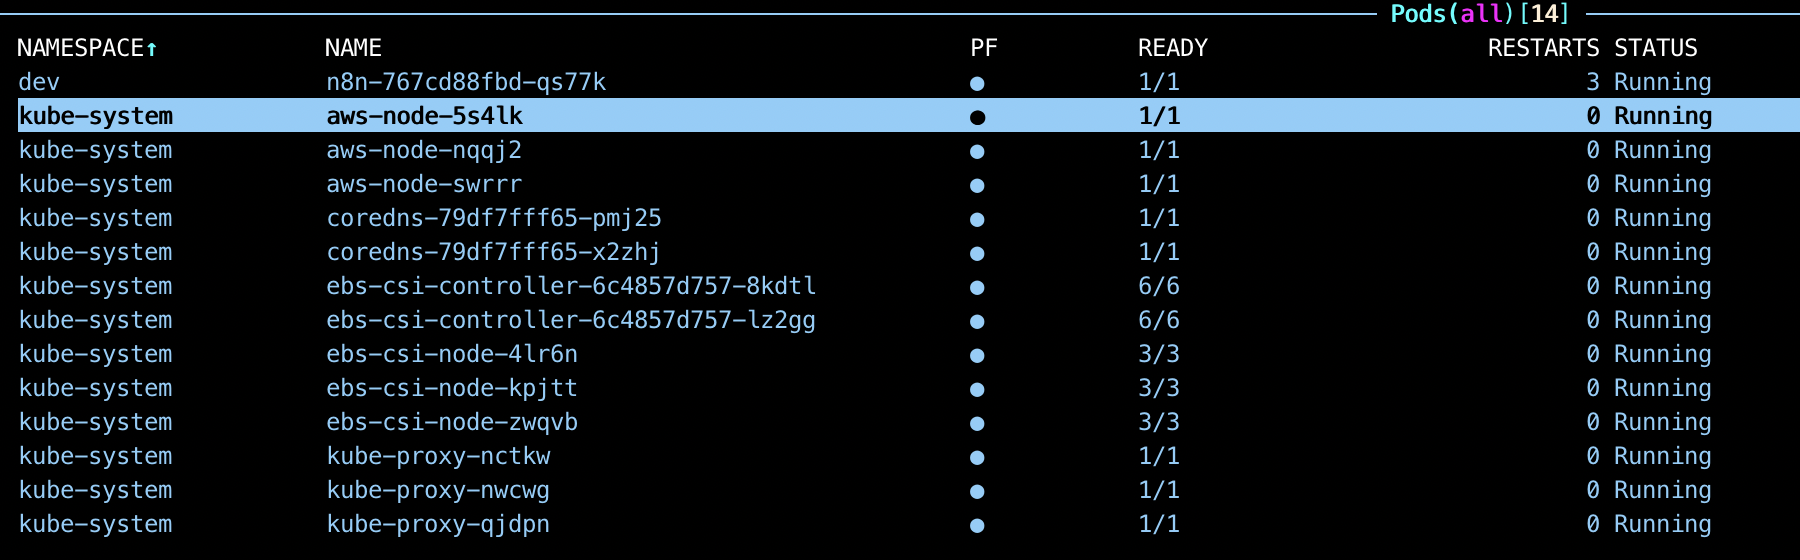 Pods(all)[14]
NAMESPACE↑ NAME PF READY RESTARTS STATUS
dev n8n-767cd88fbd-qs77k ● 1/1 3 Running
kube-system aws-node-5s4lk ● 1/1 0 Running
kube-system aws-node-nqqj2 ● 1/1 0 Running
kube-system aws-node-swrrr ● 1/1 0 Running
kube-system coredns-79df7fff65-pmj25 ● 1/1 0 Running
kube-system coredns-79df7fff65-x2zhj ● 1/1 0 Running
kube-system ebs-csi-controller-6c4857d757-8kdtl ● 6/6 0 Running
kube-system ebs-csi-controller-6c4857d757-lz2gg ● 6/6 0 Running
kube-system ebs-csi-node-4lr6n ● 3/3 0 Running
kube-system ebs-csi-node-kpjtt ● 3/3 0 Running
kube-system ebs-csi-node-zwqvb ● 3/3 0 Running
kube-system kube-proxy-nctkw ● 1/1 0 Running
kube-system kube-proxy-nwcwg ● 1/1 0 Running
kube-system kube-proxy-qjdpn ● 1/1 0 Running